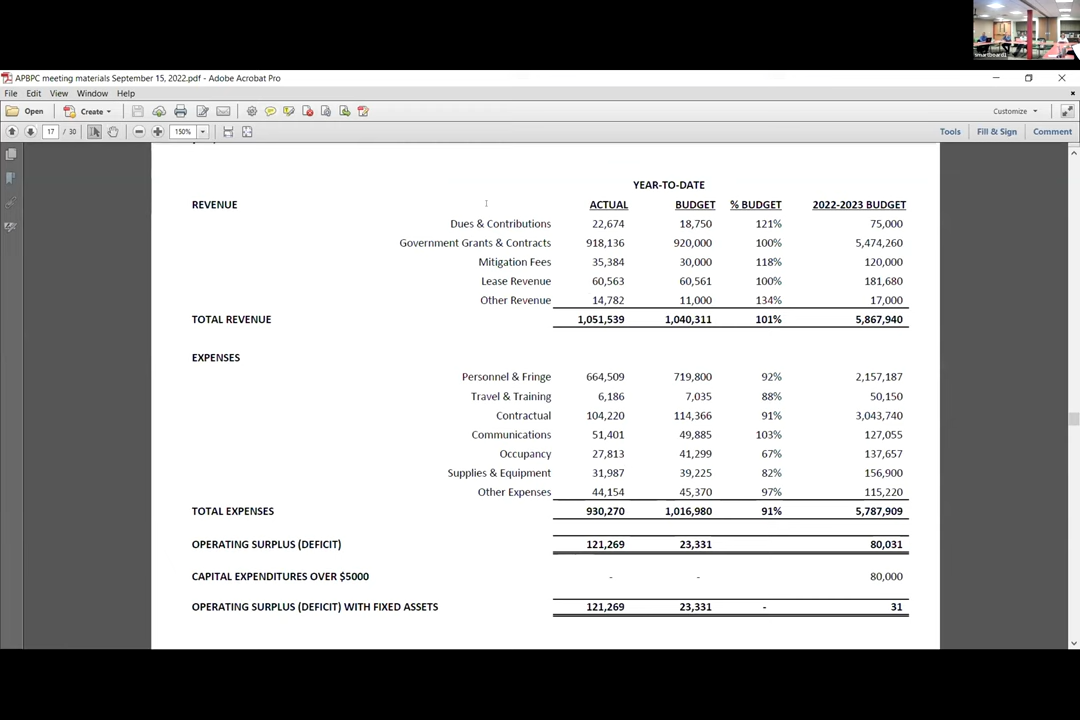 smartboard1
APBPC meeting materials September 15, 2022.pdf - Adobe Acrobat Pro
File Edit View Window Help
Open Create Customize
17 / 30 150% Tools Fill & Sign Comment
YEAR-TO-DATE
REVENUE ACTUAL BUDGET % BUDGET 2022-2023 BUDGET
Dues & Contributions 22,674 18,750 121% 75,000
Government Grants & Contracts 918,136 920,000 100% 5,474,260
Mitigation Fees 35,384 30,000 118% 120,000
Lease Revenue 60,563 60,561 100% 181,680
Other Revenue 14,782 11,000 134% 17,000
TOTAL REVENUE 1,051,539 1,040,311 101% 5,867,940
EXPENSES
Personnel & Fringe 664,509 719,800 92% 2,157,187
Travel & Training 6,186 7,035 88% 50,150
Contractual 104,220 114,366 91% 3,043,740
Communications 51,401 49,885 103% 127,055
Occupancy 27,813 41,299 67% 137,657
Supplies & Equipment 31,987 39,225 82% 156,900
Other Expenses 44,154 45,370 97% 115,220
TOTAL EXPENSES 930,270 1,016,980 91% 5,787,909
OPERATING SURPLUS (DEFICIT) 121,269 23,331 80,031
CAPITAL EXPENDITURES OVER $5000 - - 80,000
OPERATING SURPLUS (DEFICIT) WITH FIXED ASSETS 121,269 23,331 - 31